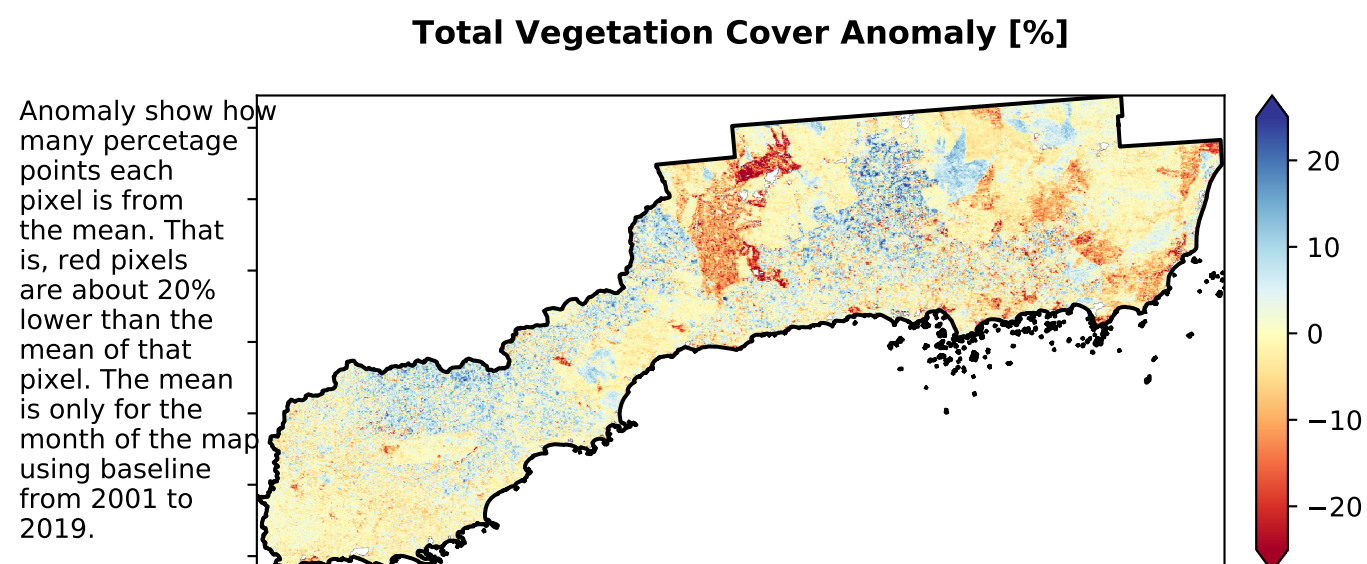 Total Vegetation Cover Anomaly [%]
Anomaly show how
many percetage
points each
pixel is from
the mean. That
is, red pixels
are about 20%
lower than the
mean of that
pixel. The mean
is only for the
month of the map
using baseline
from 2001 to
2019.
20
10
0
−10
−20